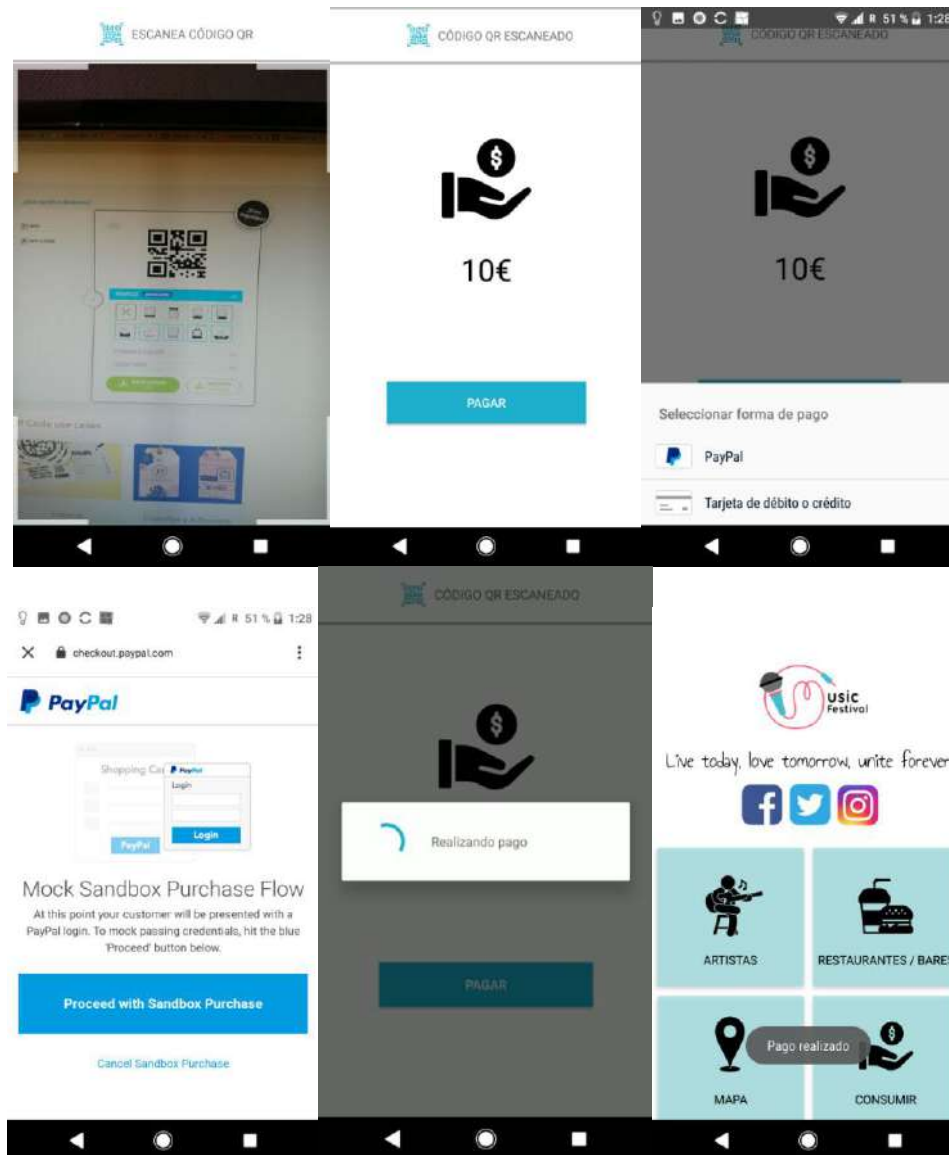 ESCANEA CÓDIGO QR
CÓDIGO QR ESCANEADO
10€
PAGAR
R 51 % 1:28
CÓDIGO QR ESCANEADO
10€
Seleccionar forma de pago
PayPal
Tarjeta de débito o crédito
R 51 % 1:28
checkout.paypal.com
PayPal
Shopping
PayPal
Login
Login
PayPal
Mock Sandbox Purchase Flow
At this point your customer will be presented with a
PayPal login. To mock passing credentials, hit the blue
'Proceed' button below.
Proceed with Sandbox Purchase
Cancel Sandbox Purchase
CÓDIGO QR ESCANEADO
Realizando pago
PAGAR
Music
Festival
Live today, love tomorrow, unite forever
ARTISTAS
RESTAURANTES / BARES
Pago realizado
MAPA
CONSUMIR